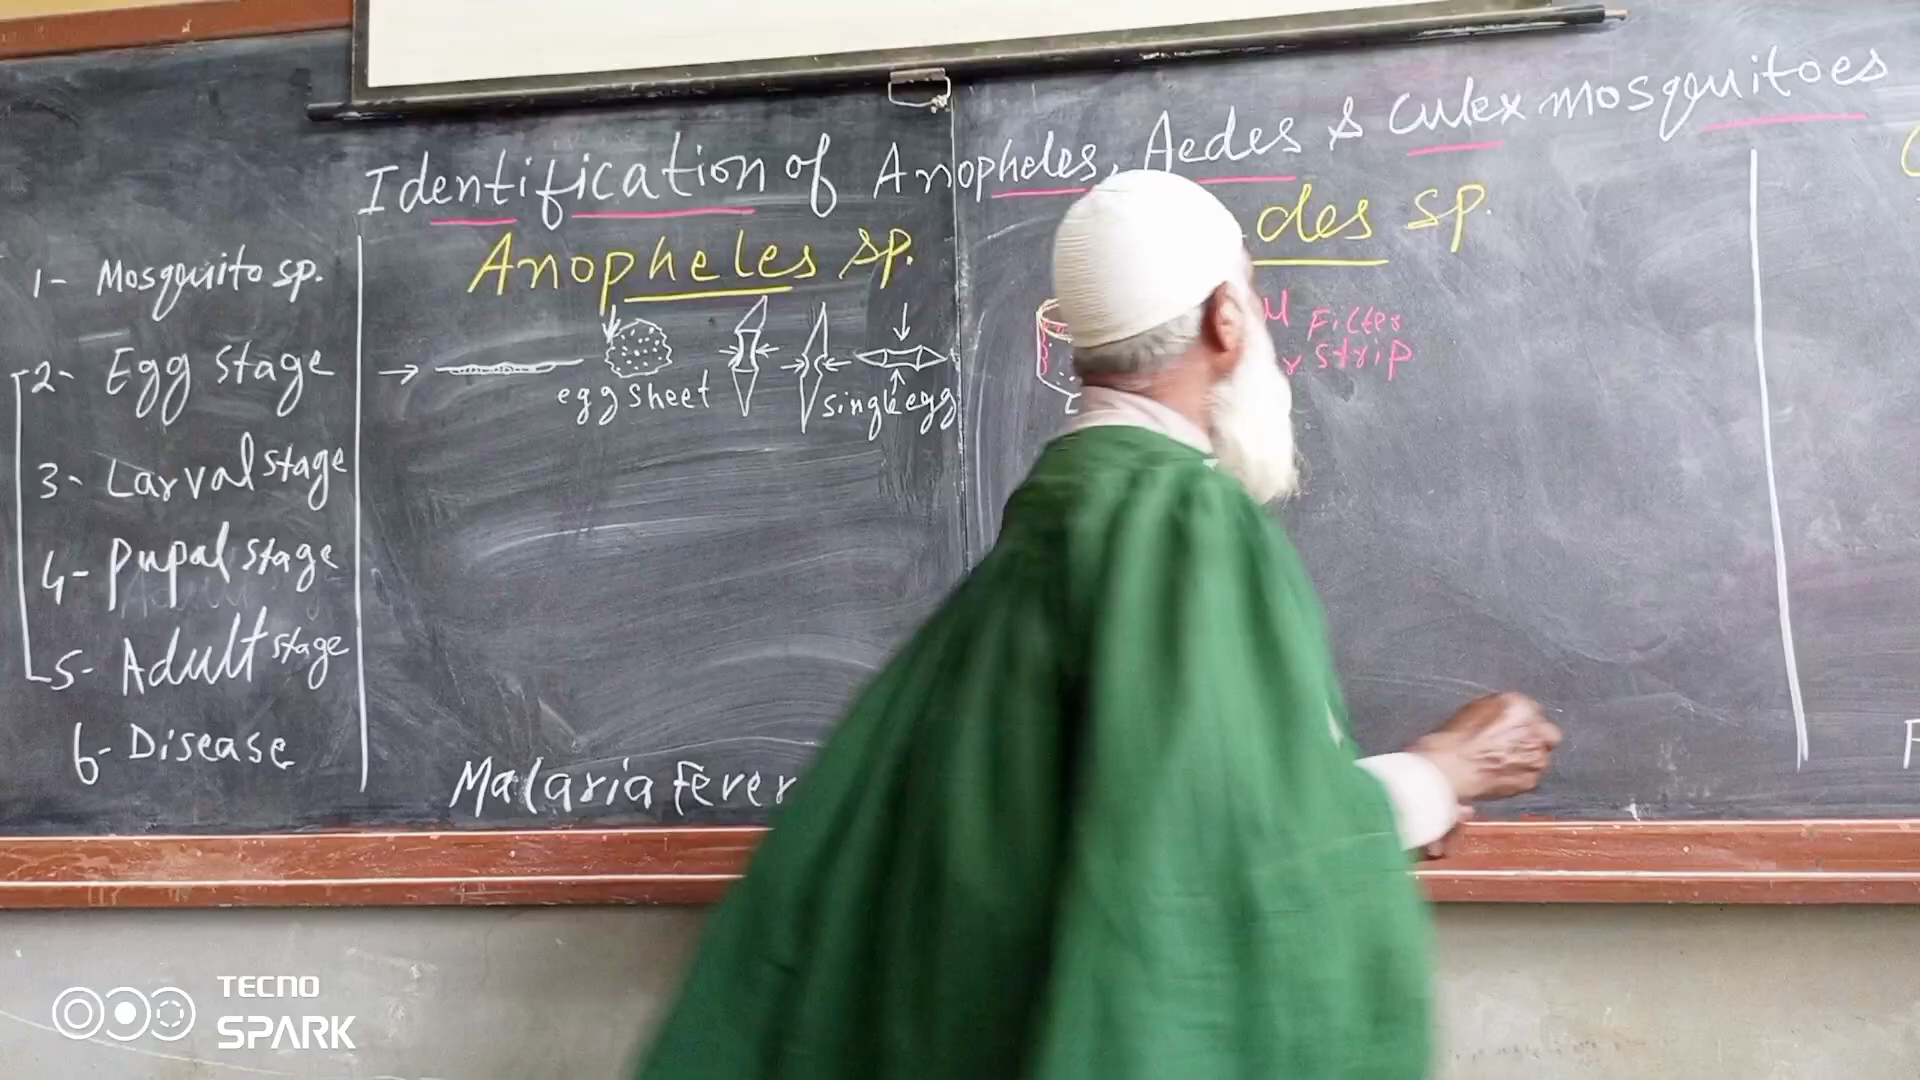 Identification of Anopheles, Aedes & Culex mosquitoes
1- Mosquito sp.
2- Egg stage
3- Larval stage
4- Pupal stage
5- Adult stage
6- Disease
Anopheles sp.
egg sheet
single egg
Malaria Fever
des sp.
Filter
strip
TECNO
SPARK